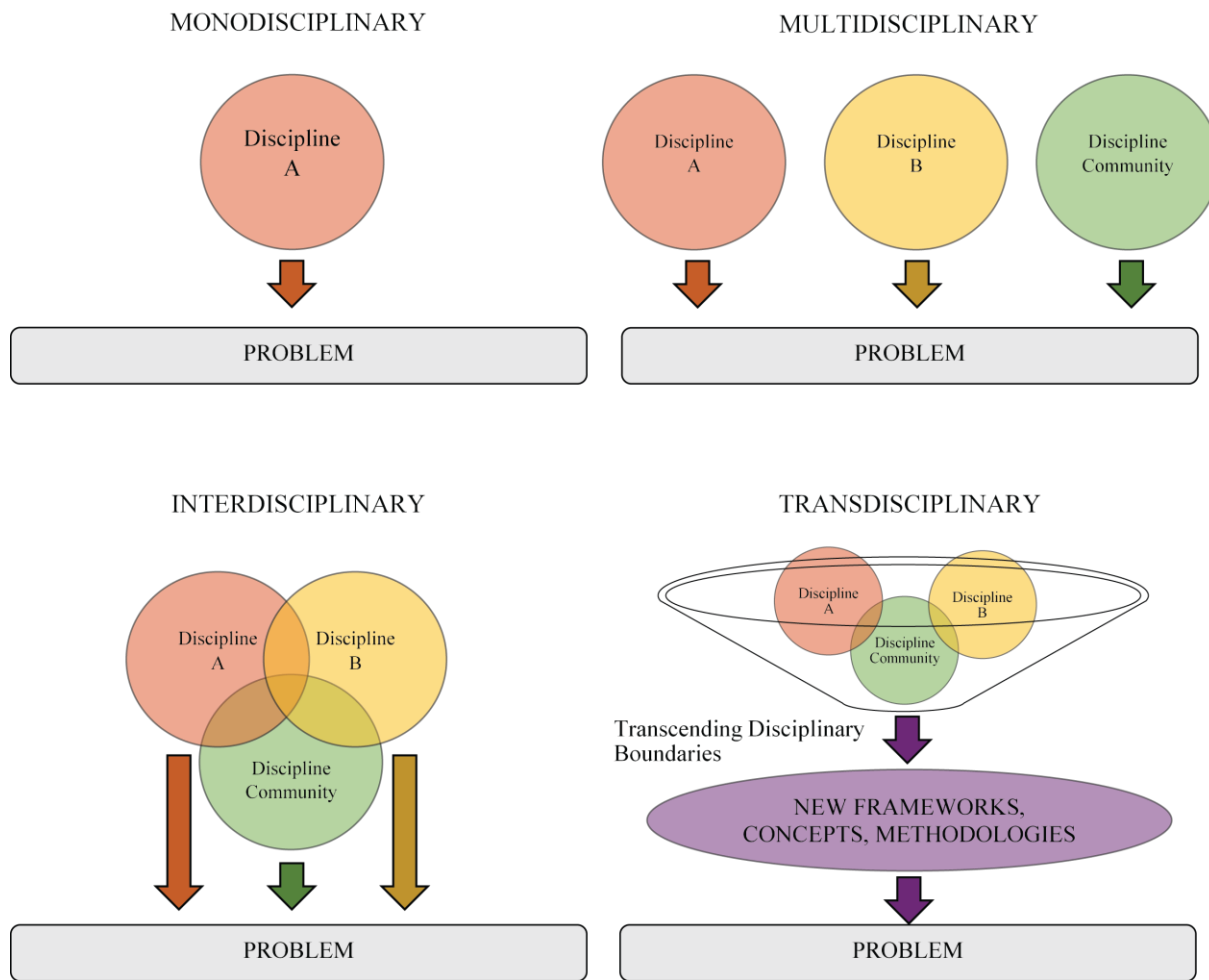 MONODISCIPLINARY
Discipline
A
PROBLEM
MULTIDISCIPLINARY
Discipline
A
Discipline
B
Discipline
Community
PROBLEM
INTERDISCIPLINARY
Discipline
A
Discipline
B
Discipline
Community
PROBLEM
TRANSDISCIPLINARY
Discipline
A
Discipline
B
Discipline
Community
Transcending Disciplinary
Boundaries
NEW FRAMEWORKS,
CONCEPTS, METHODOLOGIES
PROBLEM